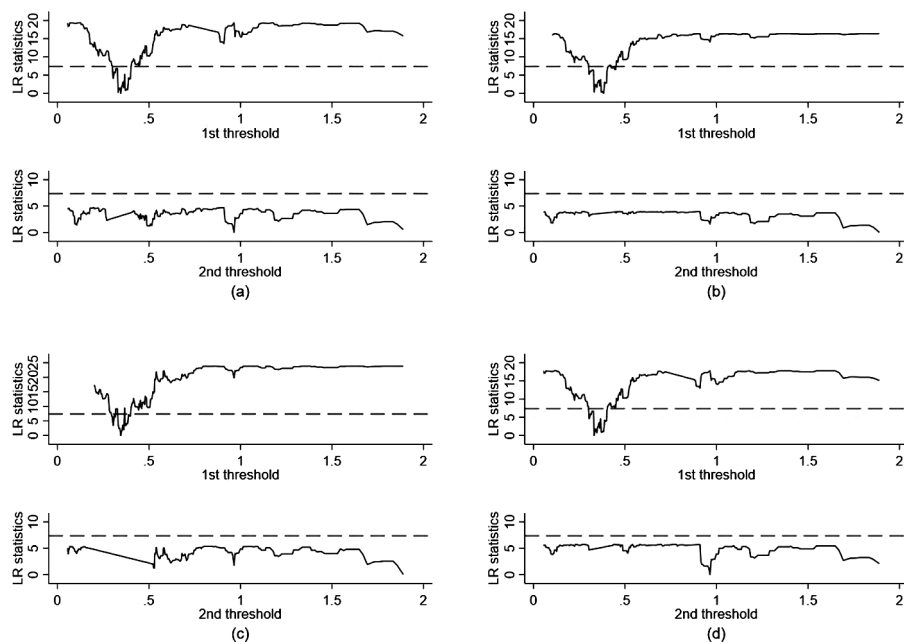 LR statistics
0 5 10 15 20
0 .5 1 1.5 2
1st threshold
LR statistics
0 5 10
0 .5 1 1.5 2
2nd threshold
(a)
LR statistics
0 5 10 15 20
0 .5 1 1.5 2
1st threshold
LR statistics
0 5 10
0 .5 1 1.5 2
2nd threshold
(b)
LR statistics
0 5 10152025
0 .5 1 1.5 2
1st threshold
LR statistics
0 5 10
0 .5 1 1.5 2
2nd threshold
(c)
LR statistics
0 5 10 15 20
0 .5 1 1.5 2
1st threshold
LR statistics
0 5 10
0 .5 1 1.5 2
2nd threshold
(d)